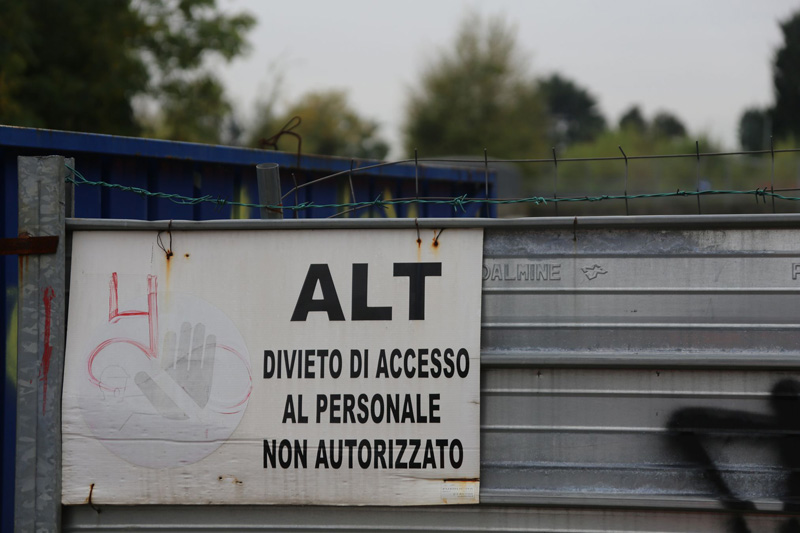 ALT
DIVIETO DI ACCESSO
AL PERSONALE
NON AUTORIZZATO
DALMINE